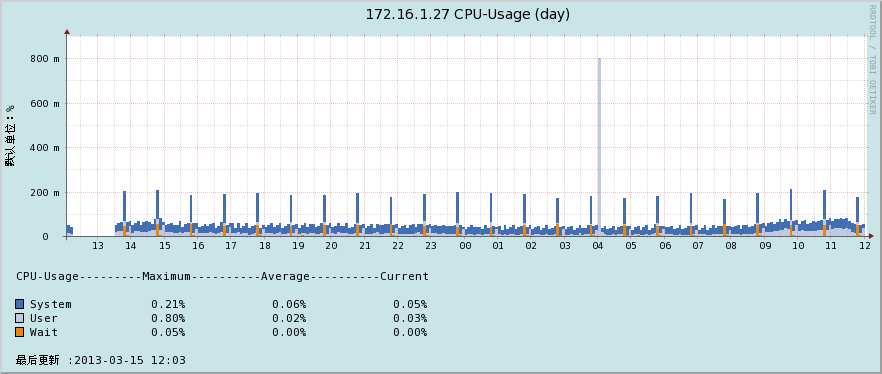 172.16.1.27 CPU-Usage (day)
RRDTOOL / TOBI OETIKER
默认单位：%
800 m
600 m
400 m
200 m
0
13 14 15 16 17 18 19 20 21 22 23 00 01 02 03 04 05 06 07 08 09 10 11 12
CPU-Usage---------Maximum----------Average----------Current
System 0.21% 0.06% 0.05%
User 0.80% 0.02% 0.03%
Wait 0.05% 0.00% 0.00%
最后更新 :2013-03-15 12:03